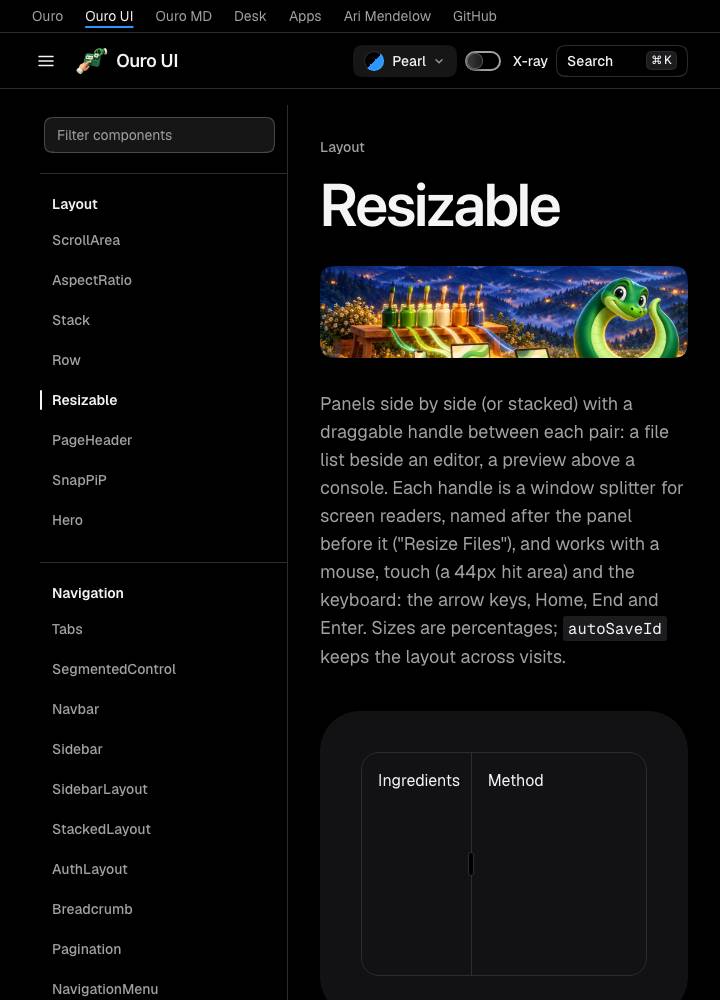 Ouro Ouro UI Ouro MD Desk Apps Ari Mendelow GitHub
Ouro UI Pearl X-ray Search ⌘ K
Filter components
Layout
ScrollArea
AspectRatio
Stack
Row
Resizable
PageHeader
SnapPiP
Hero
Navigation
Tabs
SegmentedControl
Navbar
Sidebar
SidebarLayout
StackedLayout
AuthLayout
Breadcrumb
Pagination
NavigationMenu
Layout
Resizable
Panels side by side (or stacked) with a
draggable handle between each pair: a file
list beside an editor, a preview above a
console. Each handle is a window splitter for
screen readers, named after the panel
before it ("Resize Files"), and works with a
mouse, touch (a 44px hit area) and the
keyboard: the arrow keys, Home, End and
Enter. Sizes are percentages; autoSaveId
keeps the layout across visits.
Ingredients Method